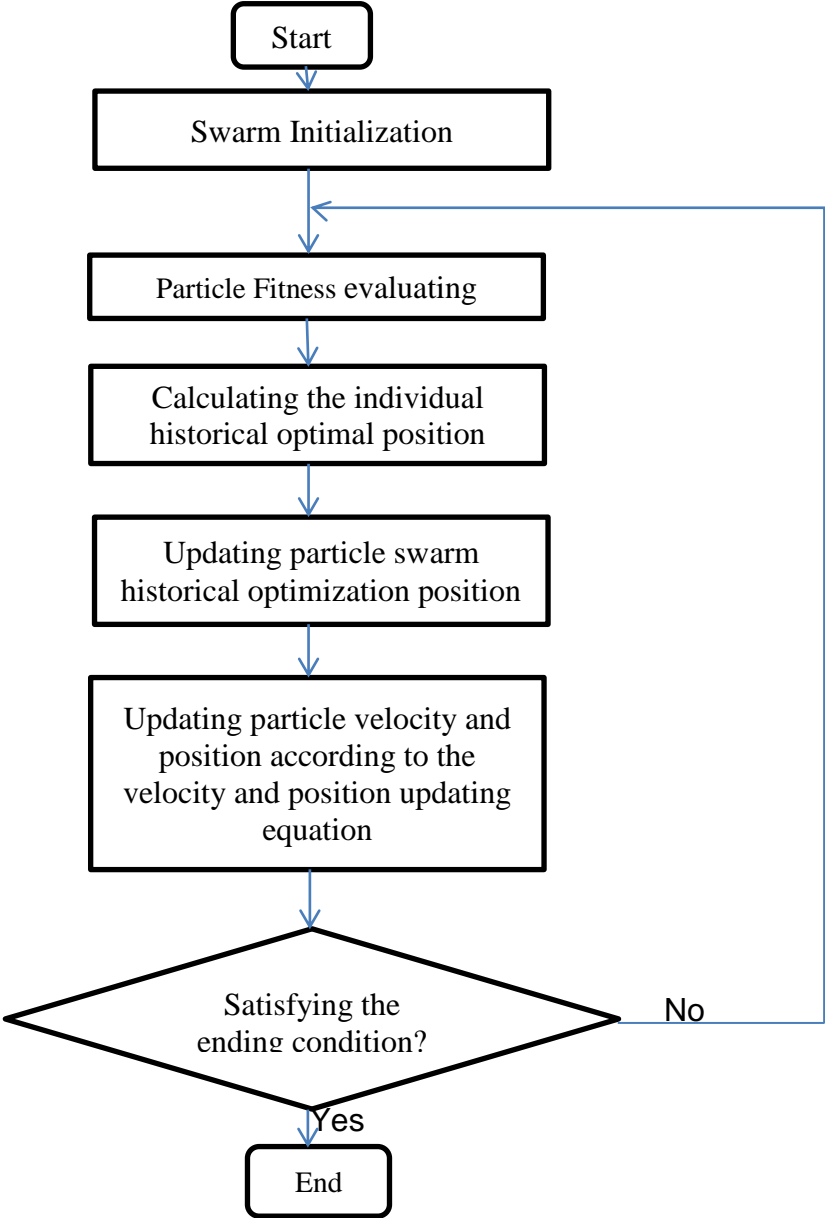 Start
Swarm Initialization
Particle Fitness evaluating
Calculating the individual
historical optimal position
Updating particle swarm
historical optimization position
Updating particle velocity and
position according to the
velocity and position updating
equation
Satisfying the
ending condition?
No
Yes
End